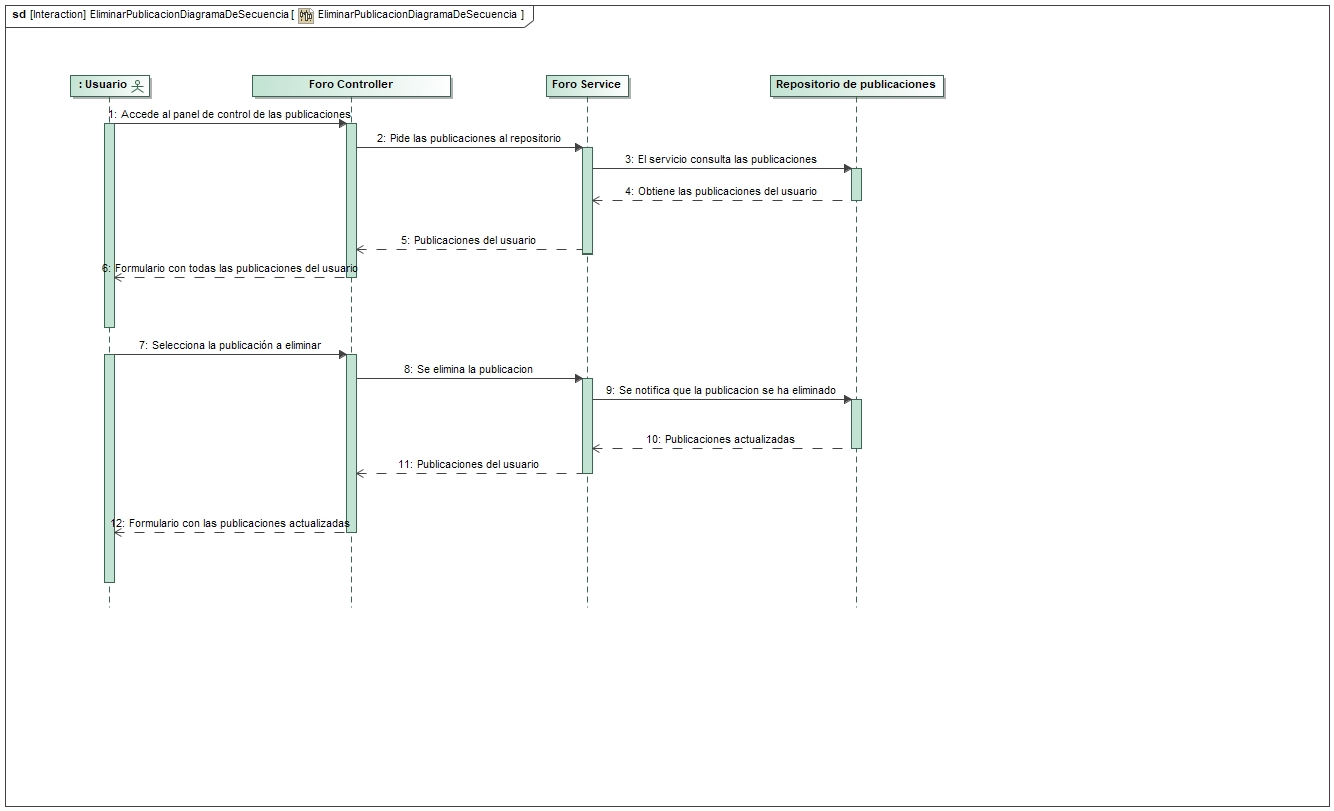 sd [Interaction] EliminarPublicacionDiagramaDeSecuencia [ EliminarPublicacionDiagramaDeSecuencia ]
: Usuario
Foro Controller
Foro Service
Repositorio de publicaciones
1: Accede al panel de control de las publicaciones
2: Pide las publicaciones al repositorio
3: El servicio consulta las publicaciones
4: Obtiene las publicaciones del usuario
5: Publicaciones del usuario
6: Formulario con todas las publicaciones del usuario
7: Selecciona la publicación a eliminar
8: Se elimina la publicacion
9: Se notifica que la publicacion se ha eliminado
10: Publicaciones actualizadas
11: Publicaciones del usuario
12: Formulario con las publicaciones actualizadas